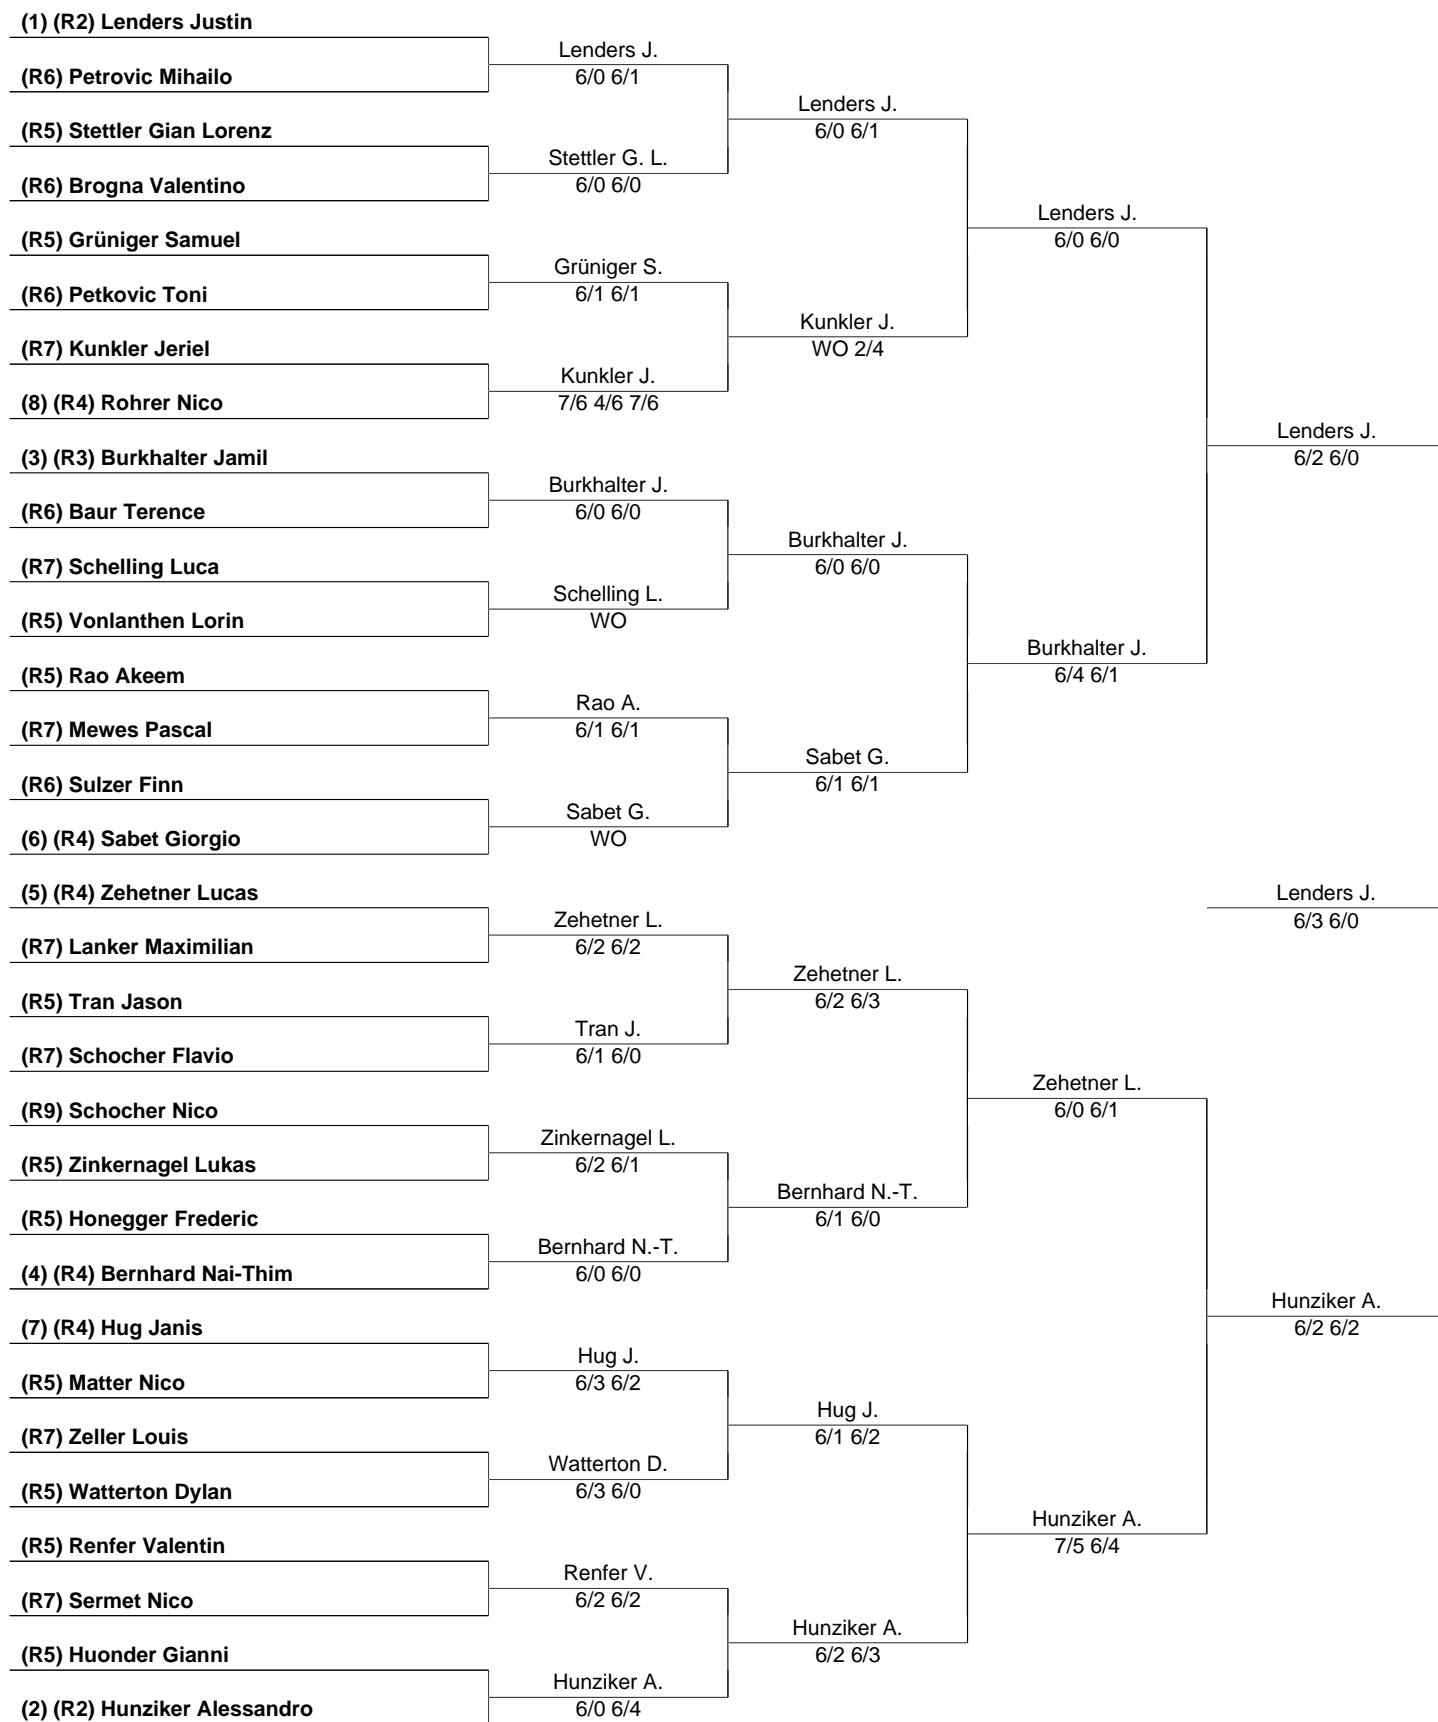 (1) (R2) Lenders Justin
Lenders J.
(R6) Petrovic Mihailo
6/0 6/1
Lenders J.
(R5) Stettler Gian Lorenz
6/0 6/1
Stettler G. L.
(R6) Brogna Valentino
6/0 6/0
Lenders J.
(R5) Grüniger Samuel
6/0 6/0
Grüniger S.
(R6) Petkovic Toni
6/1 6/1
Kunkler J.
(R7) Kunkler Jeriel
WO 2/4
Kunkler J.
(8) (R4) Rohrer Nico
7/6 4/6 7/6
Lenders J.
(3) (R3) Burkhalter Jamil
6/2 6/0
Burkhalter J.
(R6) Baur Terence
6/0 6/0
Burkhalter J.
(R7) Schelling Luca
6/0 6/0
Schelling L.
(R5) Vonlanthen Lorin
WO
Burkhalter J.
(R5) Rao Akeem
6/4 6/1
Rao A.
(R7) Mewes Pascal
6/1 6/1
Sabet G.
(R6) Sulzer Finn
6/1 6/1
Sabet G.
(6) (R4) Sabet Giorgio
WO
(5) (R4) Zehetner Lucas
Lenders J.
6/3 6/0
Zehetner L.
(R7) Lanker Maximilian
6/2 6/2
Zehetner L.
(R5) Tran Jason
6/2 6/3
Tran J.
(R7) Schocher Flavio
6/1 6/0
Zehetner L.
(R9) Schocher Nico
6/0 6/1
Zinkernagel L.
(R5) Zinkernagel Lukas
6/2 6/1
Bernhard N.-T.
(R5) Honegger Frederic
6/1 6/0
Bernhard N.-T.
(4) (R4) Bernhard Nai-Thim
6/0 6/0
Hunziker A.
(7) (R4) Hug Janis
6/2 6/2
Hug J.
(R5) Matter Nico
6/3 6/2
Hug J.
(R7) Zeller Louis
6/1 6/2
Watterton D.
(R5) Watterton Dylan
6/3 6/0
Hunziker A.
(R5) Renfer Valentin
7/5 6/4
Renfer V.
(R7) Sermet Nico
6/2 6/2
Hunziker A.
(R5) Huonder Gianni
6/2 6/3
Hunziker A.
(2) (R2) Hunziker Alessandro
6/0 6/4